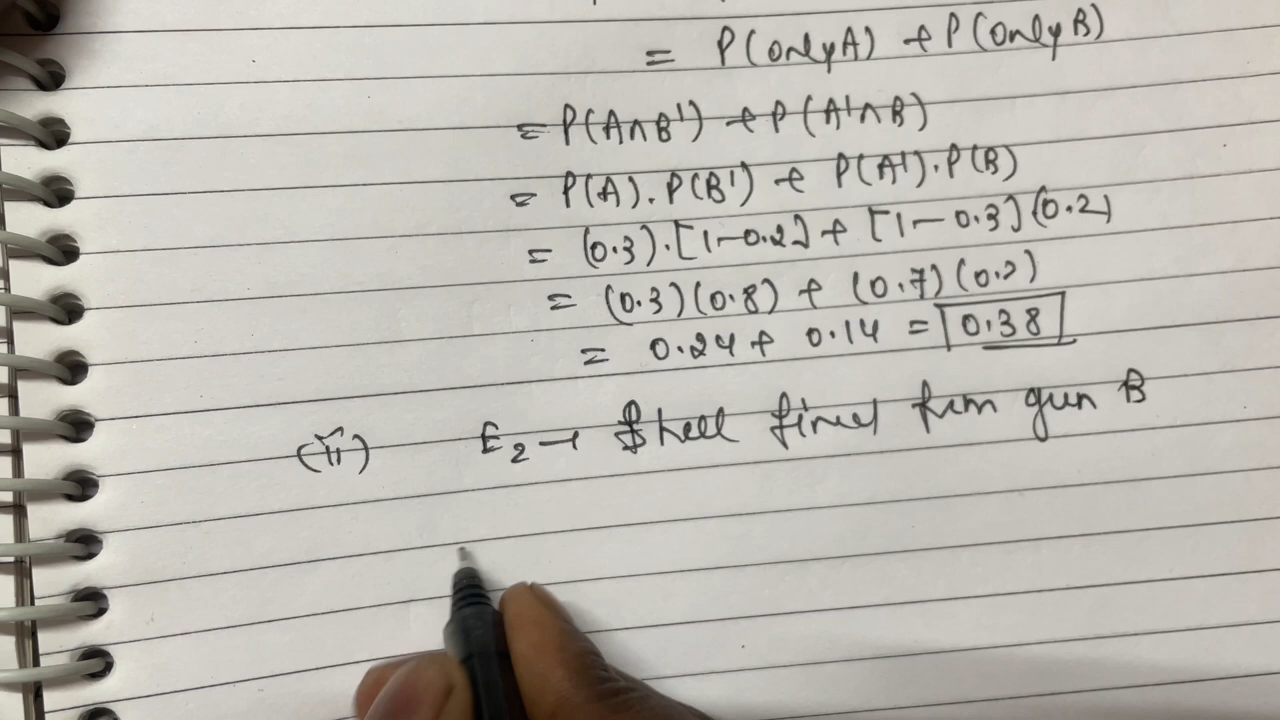 = P(only A) + P(only B)
= P(A∩B') + P(A'∩B)
= P(A).P(B') + P(A').P(B)
= (0.3).[1-0.2] + [1-0.3](0.2)
= (0.3)(0.8) + (0.7)(0.2)
= 0.24 + 0.14 = 0.38
(ii) E2 → Shell fired from gun B